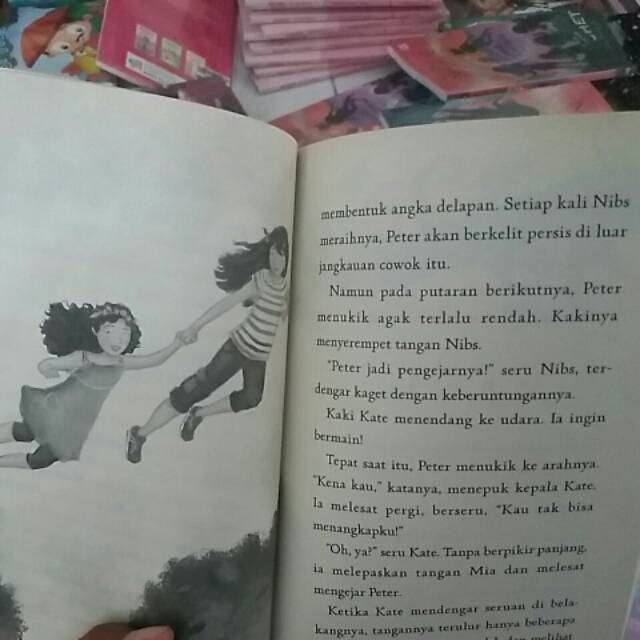 membentuk angka delapan. Setiap kali Nibs
meraihnya, Peter akan berkelit persis di luar
jangkauan cowok itu.
Namun pada putaran berikutnya, Peter
menukik agak terlalu rendah. Kakinya
menyerempet tangan Nibs.
"Peter jadi pengejarnya!" seru Nibs, ter-
dengar kaget dengan keberuntungannya.
Kaki Kate menendang ke udara. Ia ingin
bermain!
Tepat saat itu, Peter menukik ke arahnya.
"Kena kau," katanya, menepuk kepala Kate.
Ia melesat pergi, berseru, "Kau tak bisa
menangkapku!"
"Oh, ya?" seru Kate. Tanpa berpikir panjang,
ia melepaskan tangan Mia dan melesat
mengejar Peter.
Ketika Kate mendengar seruan di bela-
kangnya, tangannya terulur hanya beberapa